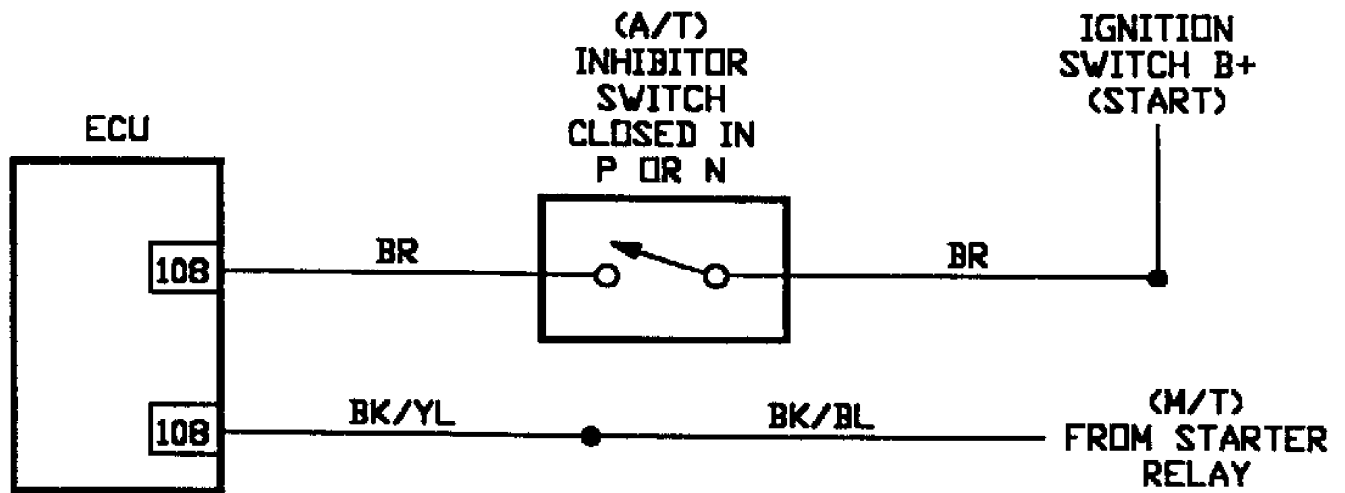 (A/T)
INHIBITOR
SWITCH
CLOSED IN
P OR N
IGNITION
SWITCH B+
(START)
ECU
108
BR
BR
108
BK/YL
BK/BL
(M/T)
FROM STARTER
RELAY